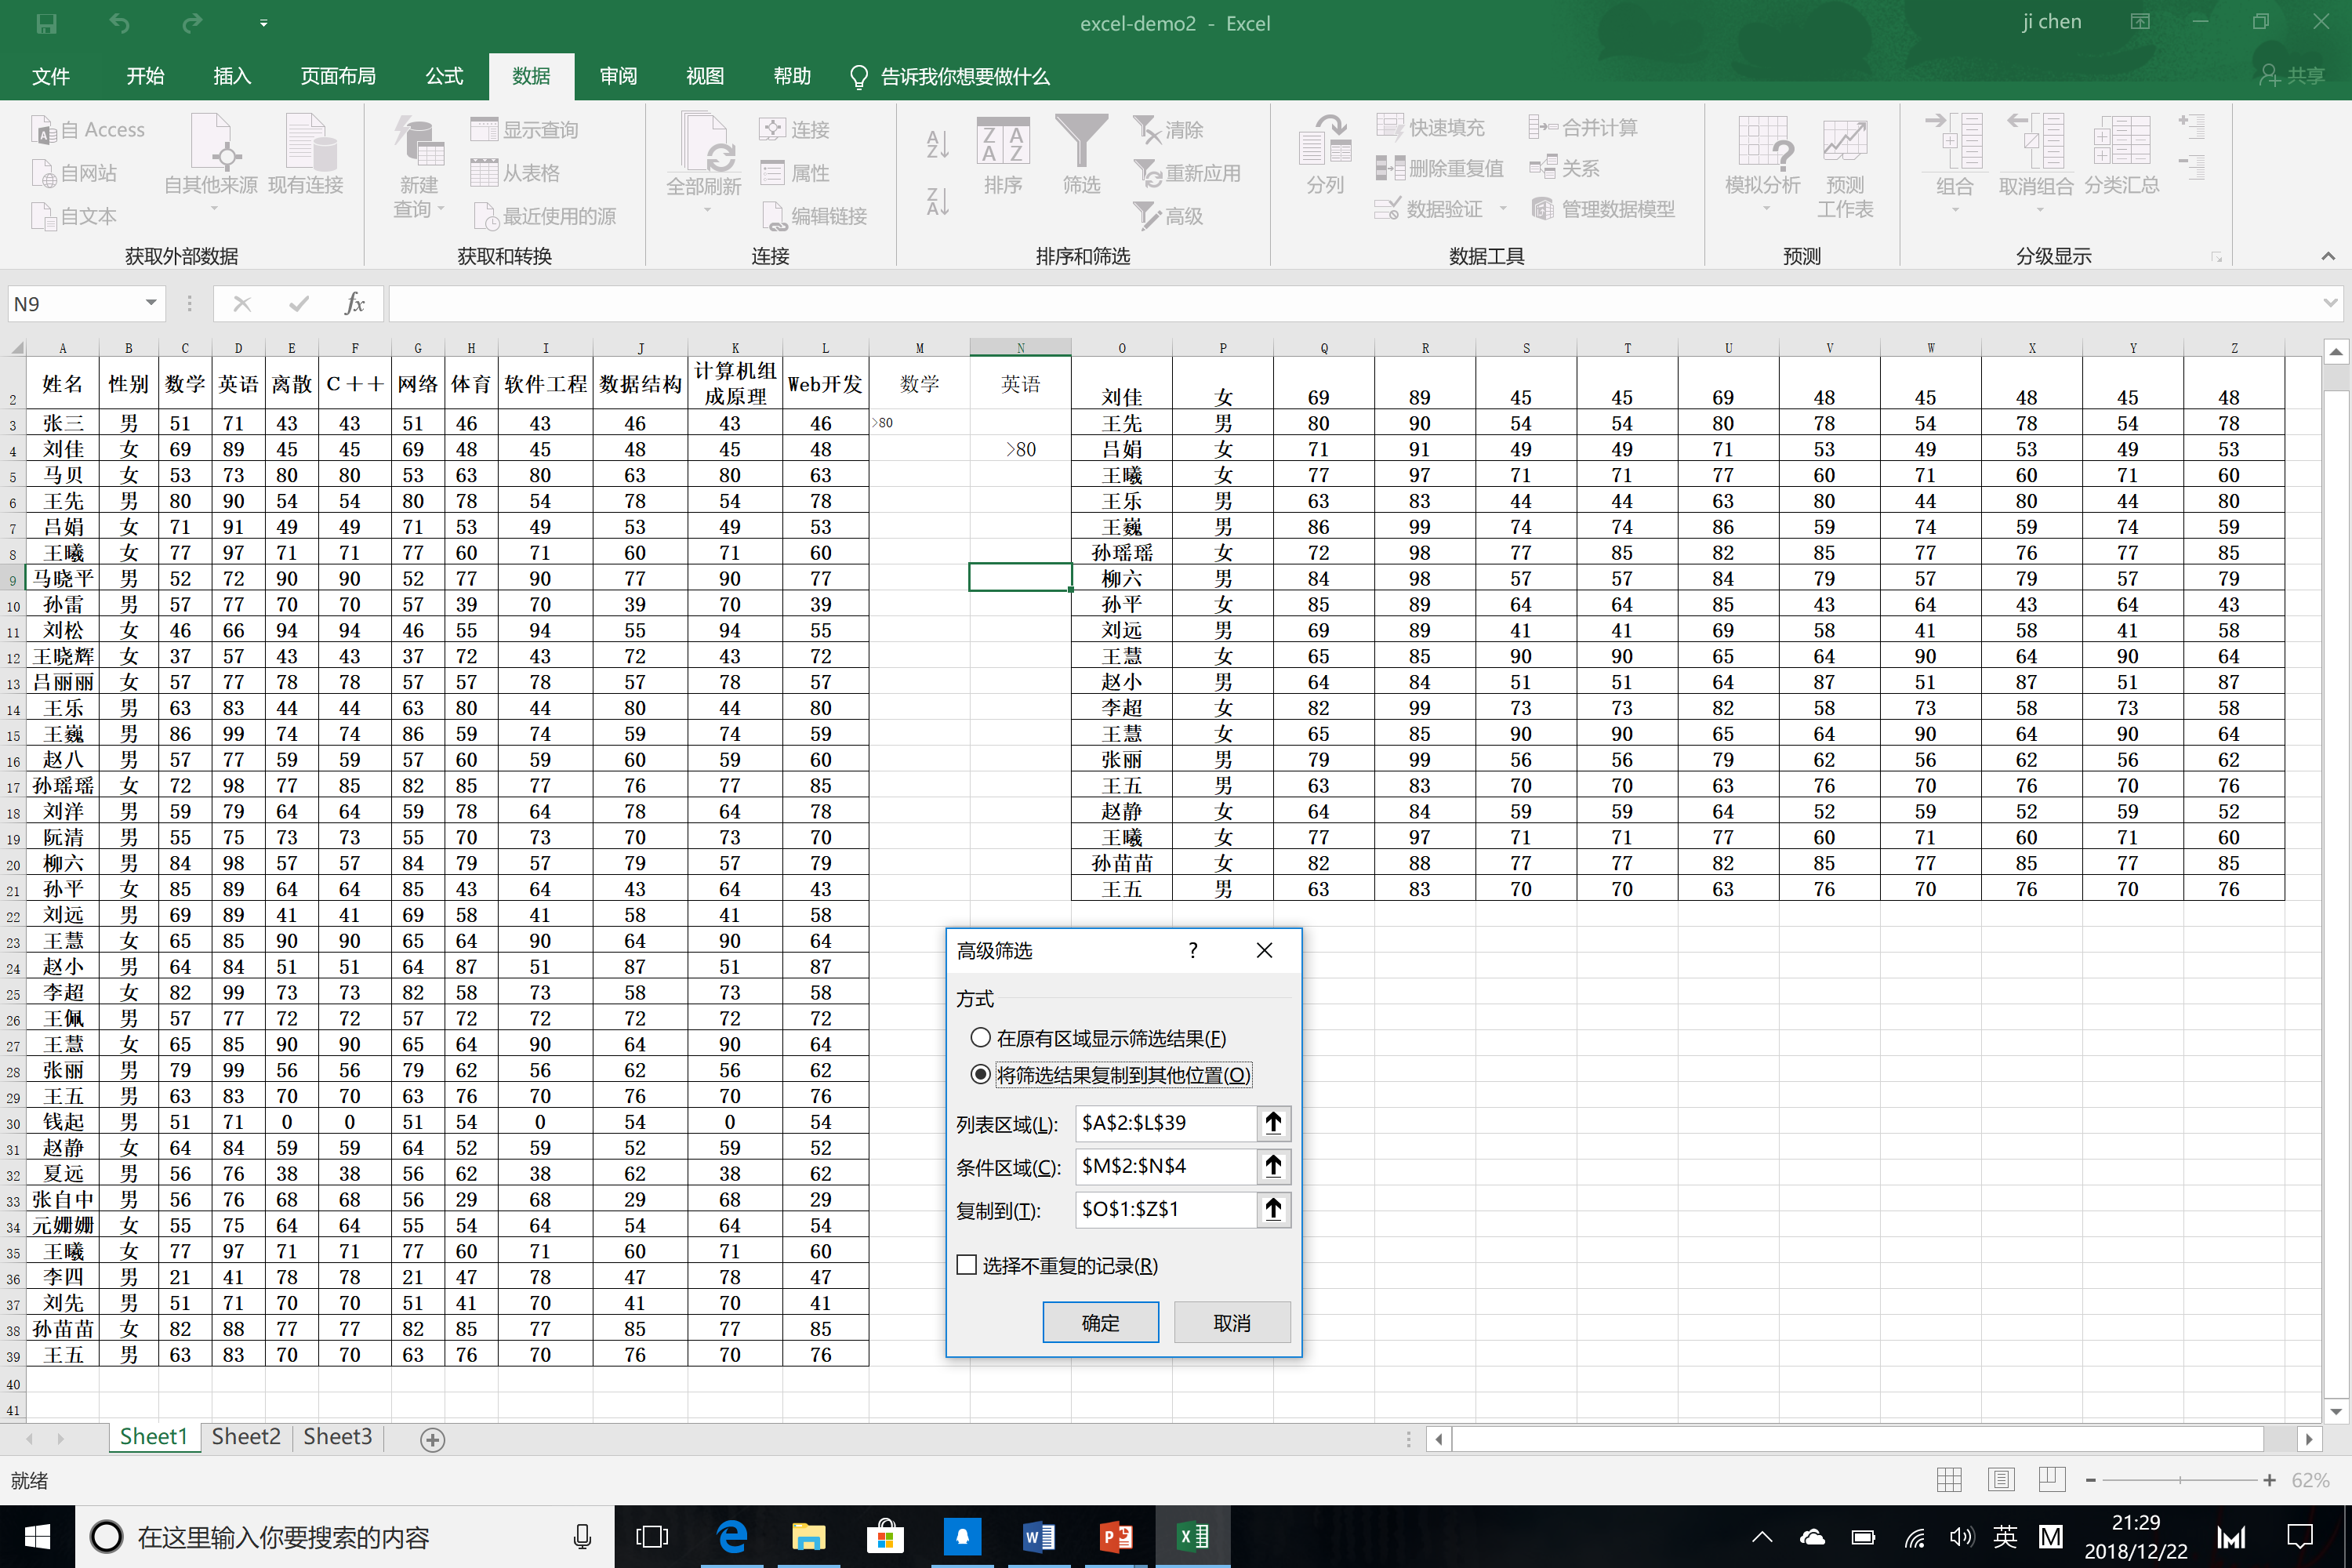 excel-demo2 - Excel
ji chen
文件 开始 插入 页面布局 公式 数据 审阅 视图 帮助 告诉我你想要做什么 共享
自 Access
自网站
自文本
自其他来源 现有连接
获取外部数据
新建
查询
显示查询
从表格
最近使用的源
获取和转换
全部刷新
连接
属性
编辑链接
连接
排序 筛选
清除
重新应用
高级
排序和筛选
分列
快速填充
删除重复值
数据验证
合并计算
关系
管理数据模型
数据工具
模拟分析 预测
工作表
预测
组合 取消组合 分类汇总
分级显示
N9 fx
A B C D E F G H I J K L M N O P Q R S T U V W X Y Z
2 姓名 性别 数学 英语 离散 C++ 网络 体育 软件工程 数据结构 计算机组成原理 Web开发 数学 英语 刘佳 女 69 89 45 45 69 48 45 48 45 48
3 张三 男 51 71 43 43 51 46 43 46 43 46 >80 王先 男 80 90 54 54 80 78 54 78 54 78
4 刘佳 女 69 89 45 45 69 48 45 48 45 48 >80 吕娟 女 71 91 49 49 71 53 49 53 49 53
5 马贝 女 53 73 80 80 53 63 80 63 80 63 王曦 女 77 97 71 71 77 60 71 60 71 60
6 王先 男 80 90 54 54 80 78 54 78 54 78 王乐 男 63 83 44 44 63 80 44 80 44 80
7 吕娟 女 71 91 49 49 71 53 49 53 49 53 王巍 男 86 99 74 74 86 59 74 59 74 59
8 王曦 女 77 97 71 71 77 60 71 60 71 60 孙瑶瑶 女 72 98 77 85 82 85 77 76 77 85
9 马晓平 男 52 72 90 90 52 77 90 77 90 77 柳六 男 84 98 57 57 84 79 57 79 57 79
10 孙雷 男 57 77 70 70 57 39 70 39 70 39 孙平 女 85 89 64 64 85 43 64 43 64 43
11 刘松 女 46 66 94 94 46 55 94 55 94 55 刘远 男 69 89 41 41 69 58 41 58 41 58
12 王晓辉 女 37 57 43 43 37 72 43 72 43 72 王慧 女 65 85 90 90 65 64 90 64 90 64
13 吕丽丽 女 57 77 78 78 57 57 78 57 78 57 赵小 男 64 84 51 51 64 87 51 87 51 87
14 王乐 男 63 83 44 44 63 80 44 80 44 80 李超 女 82 99 73 73 82 58 73 58 73 58
15 王巍 男 86 99 74 74 86 59 74 59 74 59 王慧 女 65 85 90 90 65 64 90 64 90 64
16 赵八 男 57 77 59 59 57 60 59 60 59 60 张丽 男 79 99 56 56 79 62 56 62 56 62
17 孙瑶瑶 女 72 98 77 85 82 85 77 76 77 85 王五 男 63 83 70 70 63 76 70 76 70 76
18 刘洋 男 59 79 64 64 59 78 64 78 64 78 赵静 女 64 84 59 59 64 52 59 52 59 52
19 阮清 男 55 75 73 73 55 70 73 70 73 70 王曦 女 77 97 71 71 77 60 71 60 71 60
20 柳六 男 84 98 57 57 84 79 57 79 57 79 孙苗苗 女 82 88 77 77 82 85 77 85 77 85
21 孙平 女 85 89 64 64 85 43 64 43 64 43 王五 男 63 83 70 70 63 76 70 76 70 76
22 刘远 男 69 89 41 41 69 58 41 58 41 58
23 王慧 女 65 85 90 90 65 64 90 64 90 64
24 赵小 男 64 84 51 51 64 87 51 87 51 87
25 李超 女 82 99 73 73 82 58 73 58 73 58
26 王佩 男 57 77 72 72 57 72 72 72 72 72
27 王慧 女 65 85 90 90 65 64 90 64 90 64
28 张丽 男 79 99 56 56 79 62 56 62 56 62
29 王五 男 63 83 70 70 63 76 70 76 70 76
30 钱起 男 51 71 0 0 51 54 0 54 0 54
31 赵静 女 64 84 59 59 64 52 59 52 59 52
32 夏远 男 56 76 38 38 56 62 38 62 38 62
33 张自中 男 56 76 68 68 56 29 68 29 68 29
34 元姗姗 女 55 75 64 64 55 54 64 54 64 54
35 王曦 女 77 97 71 71 77 60 71 60 71 60
36 李四 男 21 41 78 78 21 47 78 47 78 47
37 刘先 男 51 71 70 70 51 41 70 41 70 41
38 孙苗苗 女 82 88 77 77 82 85 77 85 77 85
39 王五 男 63 83 70 70 63 76 70 76 70 76
40
41
高级筛选 ?
方式
在原有区域显示筛选结果(F)
将筛选结果复制到其他位置(O)
列表区域(L): $A$2:$L$39
条件区域(C): $M$2:$N$4
复制到(T): $O$1:$Z$1
选择不重复的记录(R)
确定 取消
Sheet1 Sheet2 Sheet3
就绪
62%
在这里输入你要搜索的内容
英 M
21:29
2018/12/22